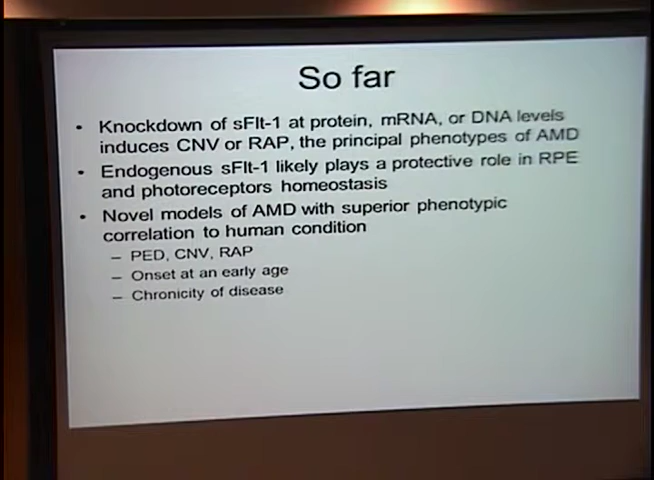 So far
• Knockdown of sFlt-1 at protein, mRNA, or DNA levels
induces CNV or RAP, the principal phenotypes of AMD
• Endogenous sFlt-1 likely plays a protective role in RPE
and photoreceptors homeostasis
• Novel models of AMD with superior phenotypic
correlation to human condition
– PED, CNV, RAP
– Onset at an early age
– Chronicity of disease